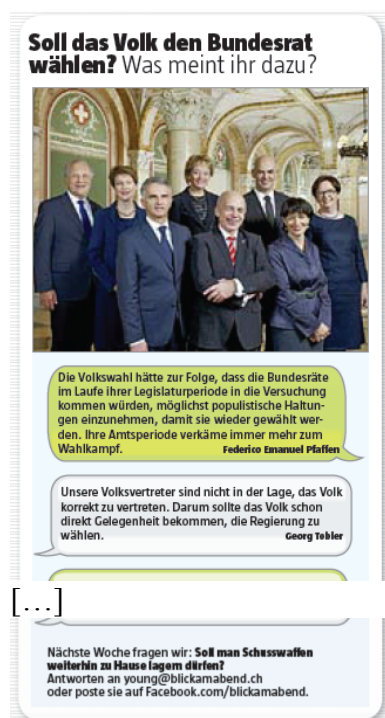 Soll das Volk den Bundesrat
wählen? Was meint ihr dazu?
Die Volkswahl hätte zur Folge, dass die Bundesräte
im Laufe ihrer Legislaturperiode in die Versuchung
kommen würden, möglichst populistische Haltun-
gen einzunehmen, damit sie wieder gewählt wer-
den. Ihre Amtsperiode verkäme immer mehr zum
Wahlkampf. Federico Emanuel Pfaffen
Unsere Volksvertreter sind nicht in der Lage, das Volk
korrekt zu vertreten. Darum sollte das Volk schon
direkt Gelegenheit bekommen, die Regierung zu
wählen. Georg Tobler
[…]
Nächste Woche fragen wir: Soll man Schusswaffen
weiterhin zu Hause lagern dürfen?
Antworten an young@blickamabend.ch
oder poste sie auf Facebook.com/blickamabend.